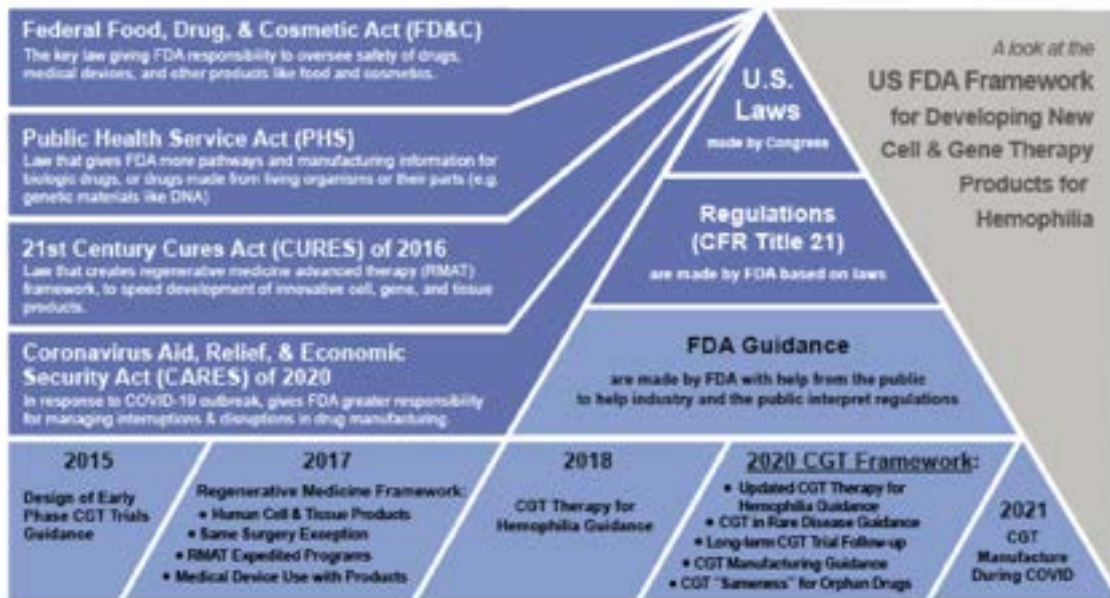 Federal Food, Drug, & Cosmetic Act (FD&C)
The key law giving FDA responsibility to oversee safety of drugs,
medical devices, and other products like food and cosmetics.
Public Health Service Act (PHS)
Law that gives FDA more pathways and manufacturing information for
biologic drugs, or drugs made from living organisms or their parts (e.g.
genetic materials like DNA)
21st Century Cures Act (CURES) of 2016
Law that creates regenerative medicine advanced therapy (RMAT)
framework, to speed development of innovative cell, gene, and tissue
products.
Coronavirus Aid, Relief, & Economic
Security Act (CARES) of 2020
In response to COVID-19 outbreak, gives FDA greater responsibility
for managing interruptions & disruptions in drug manufacturing.
U.S.
Laws
made by Congress
Regulations
(CFR Title 21)
are made by FDA based on laws
FDA Guidance
are made by FDA with help from the public
to help industry and the public interpret regulations
A look at the
US FDA Framework
for Developing New
Cell & Gene Therapy
Products for
Hemophilia
2015
Design of Early
Phase CGT Trials
Guidance
2017
Regenerative Medicine Framework:
• Human Cell & Tissue Products
• Same Surgery Exception
• RMAT Expedited Programs
• Medical Device Use with Products
2018
CGT Therapy for
Hemophilia Guidance
2020 CGT Framework:
• Updated CGT Therapy for
Hemophilia Guidance
• CGT in Rare Disease Guidance
• Long-term CGT Trial Follow-up
• CGT Manufacturing Guidance
• CGT "Sameness" for Orphan Drugs
2021
CGT
Manufacture
During COVID